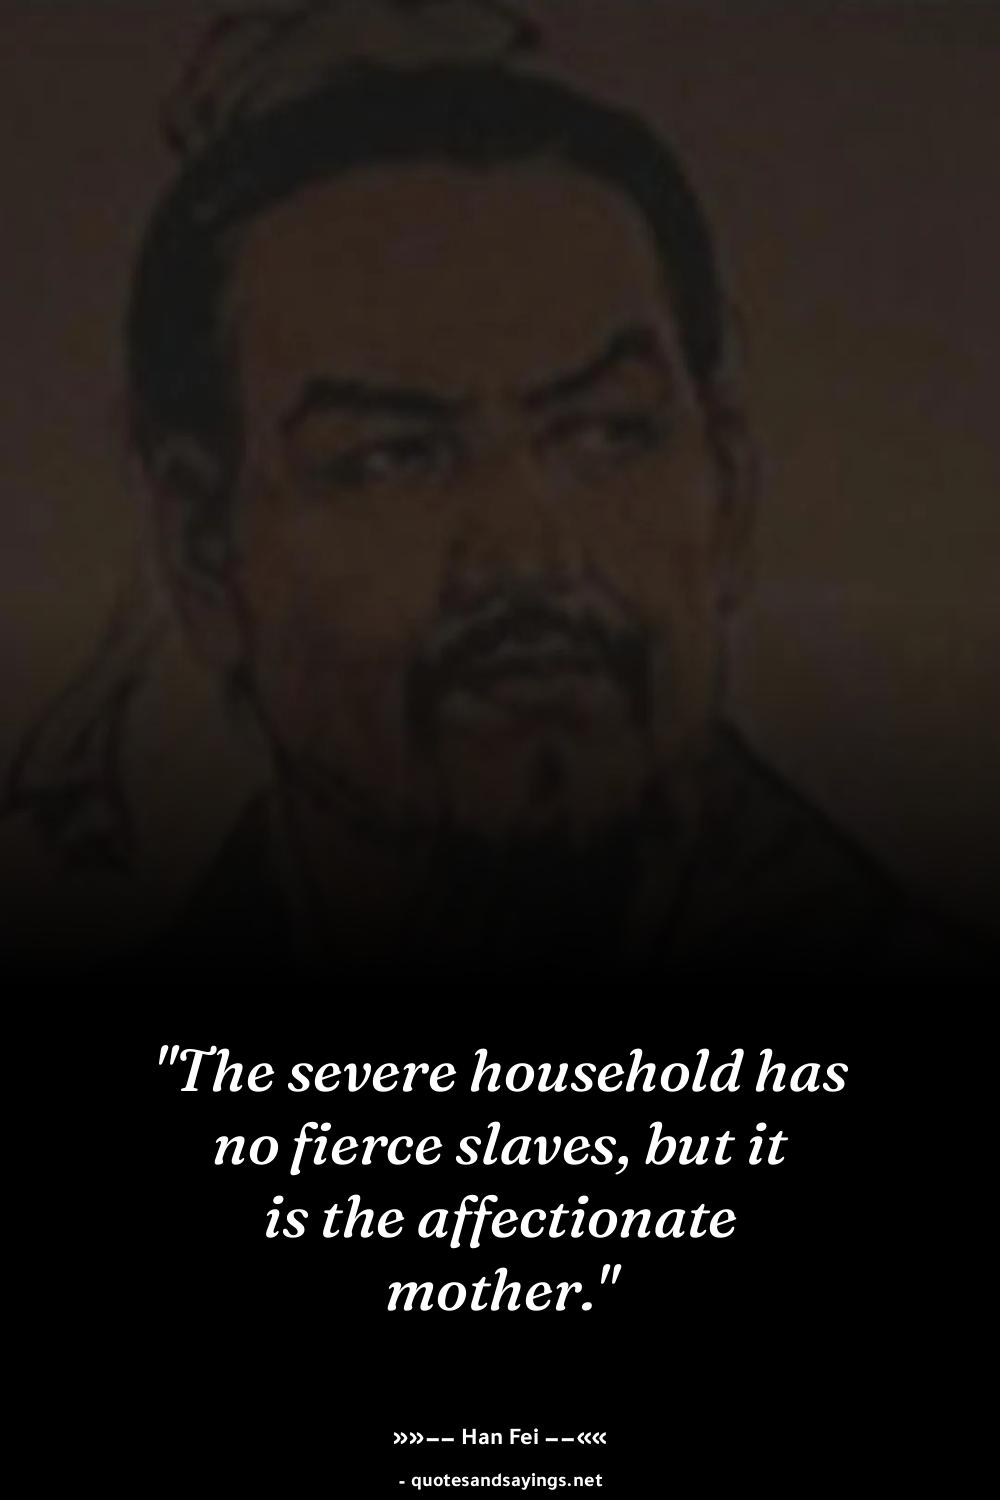 "The severe household has
no fierce slaves, but it
is the affectionate
mother."
»»–– Han Fei ––««
- quotesandsayings.net